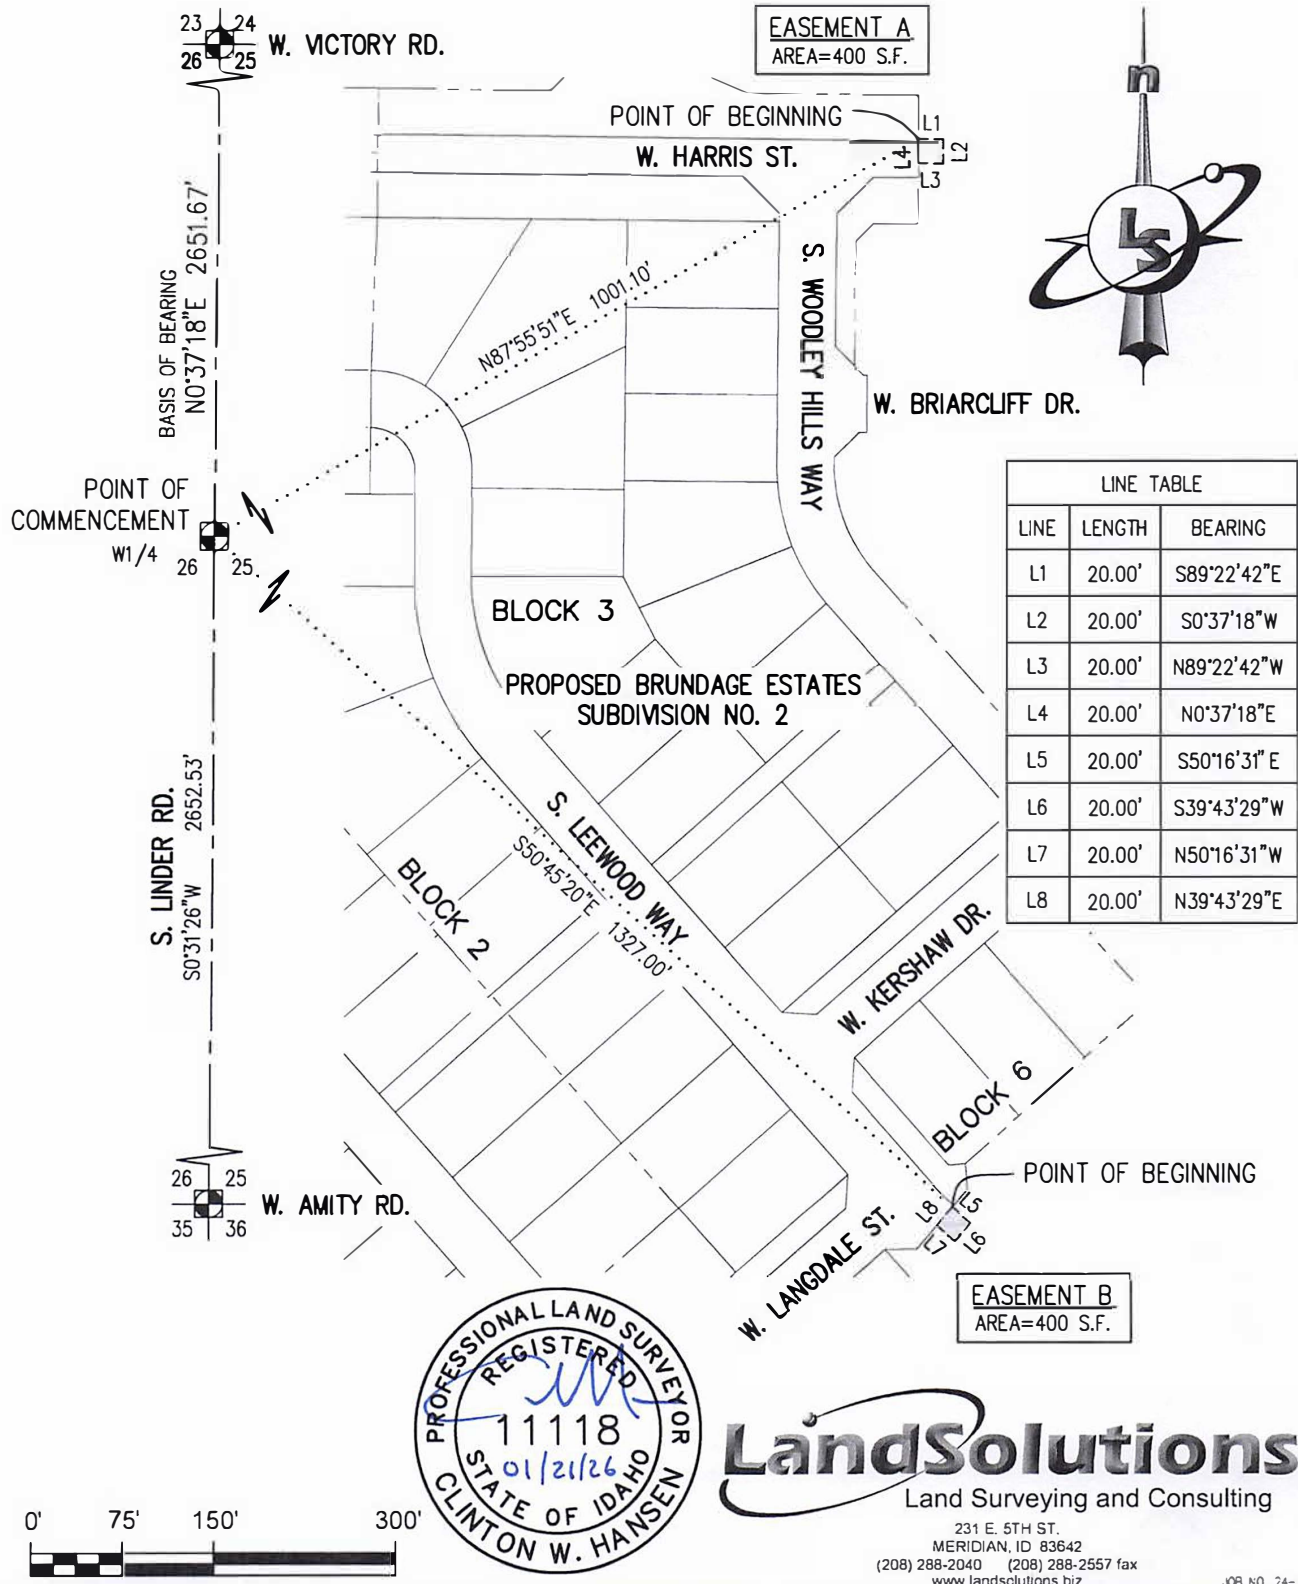 23 24
26 25
W. VICTORY RD.
EASEMENT A
AREA=400 S.F.
n
POINT OF BEGINNING
L1
L2
L3
L4
W. HARRIS ST.
LS
BASIS OF BEARING
N0°37'18"E 2651.67'
N87°55'51"E 1001.10'
S. WOODLEY HILLS WAY
W. BRIARCLIFF DR.
POINT OF
COMMENCEMENT
W1/4
26 25
LINE TABLE
LINE LENGTH BEARING
L1 20.00' S89°22'42"E
L2 20.00' S0°37'18"W
L3 20.00' N89°22'42"W
L4 20.00' N0°37'18"E
L5 20.00' S50°16'31"E
L6 20.00' S39°43'29"W
L7 20.00' N50°16'31"W
L8 20.00' N39°43'29"E
BLOCK 3
PROPOSED BRUNDAGE ESTATES
SUBDIVISION NO. 2
S. LINDER RD.
S0°31'26"W 2652.53'
S. LEEWOOD WAY
S50°45'20"E 1327.00'
BLOCK 2
W. KERSHAW DR.
BLOCK 6
26 25
35 36
W. AMITY RD.
POINT OF BEGINNING
L8
L5
L7
L6
W. LANGDALE ST.
EASEMENT B
AREA=400 S.F.
PROFESSIONAL LAND SURVEYOR
REGISTERED
11118
01/21/26
STATE OF IDAHO
CLINTON W. HANSEN
LandSolutions
Land Surveying and Consulting
231 E. 5TH ST.
MERIDIAN, ID 83642
(208) 288-2040 (208) 288-2557 fax
www.landsolutions.biz
JOB NO. 24-
0' 75' 150' 300'